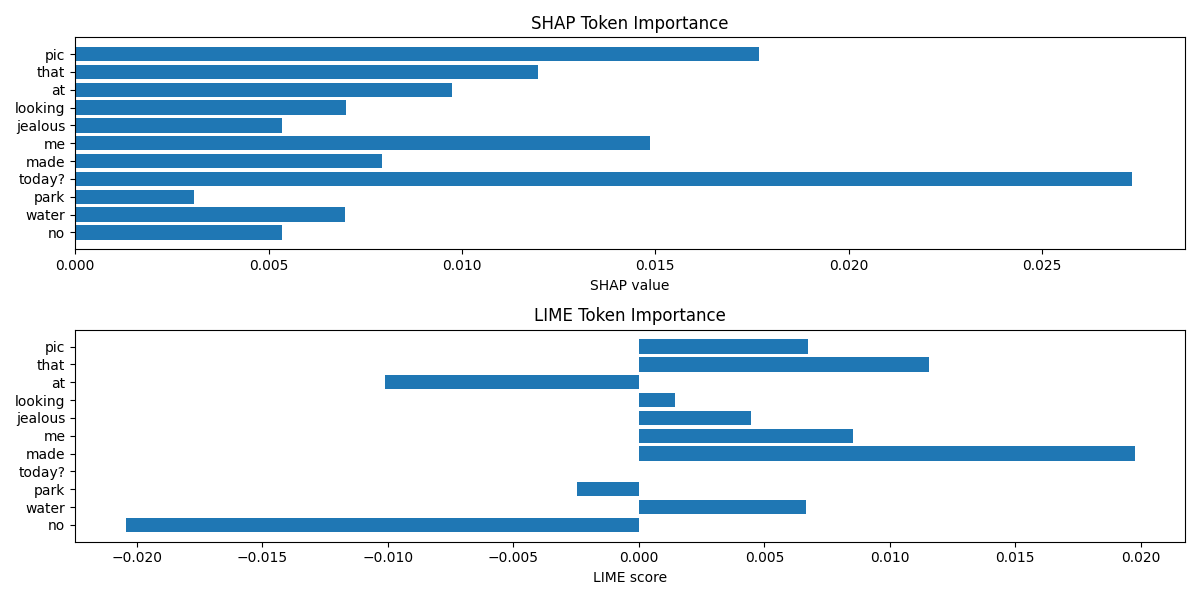 SHAP Token Importance
pic
that
at
looking
jealous
me
made
today?
park
water
no
0.000 0.005 0.010 0.015 0.020 0.025
SHAP value
LIME Token Importance
pic
that
at
looking
jealous
me
made
today?
park
water
no
−0.020 −0.015 −0.010 −0.005 0.000 0.005 0.010 0.015 0.020
LIME score